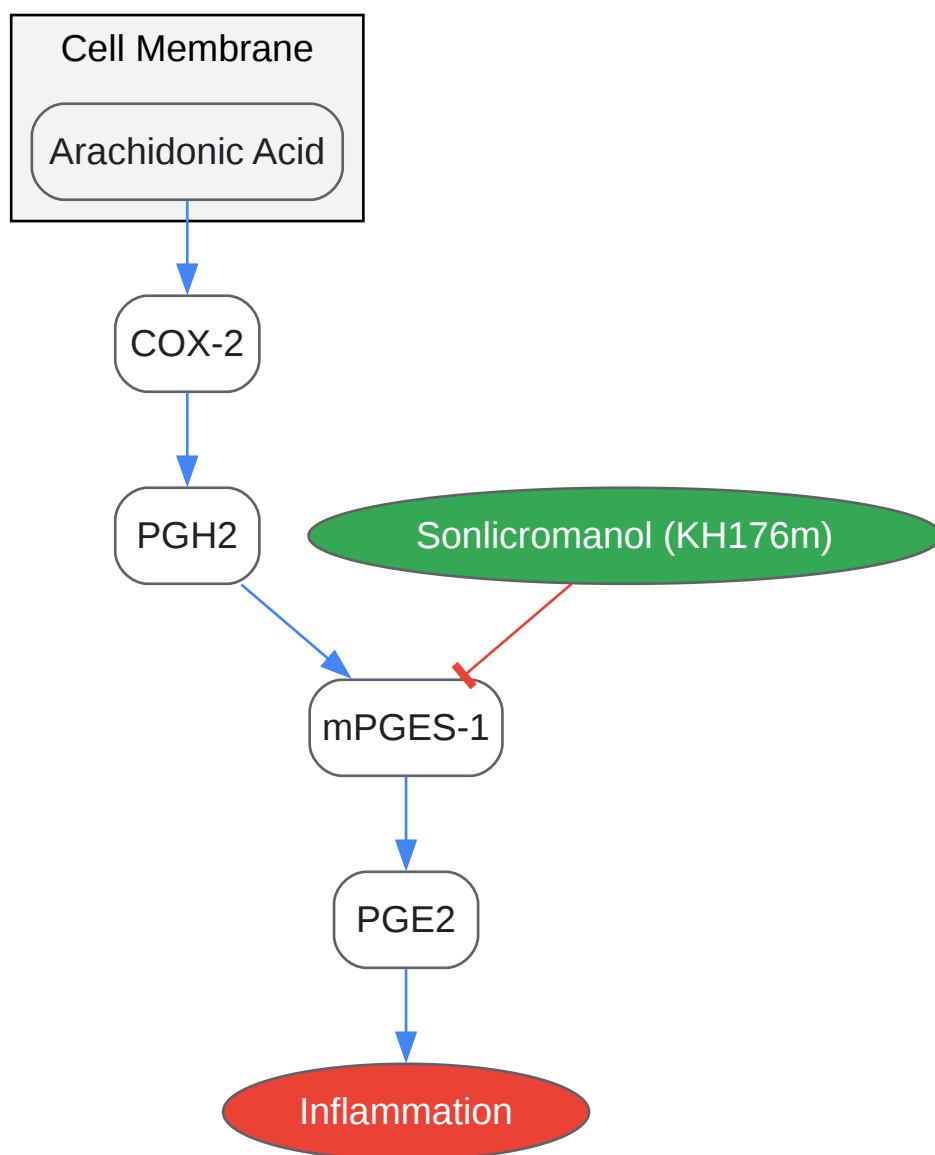 Cell Membrane
Arachidonic Acid
COX-2
PGH2
Sonlicromanol (KH176m)
mPGES-1
PGE2
Inflammation